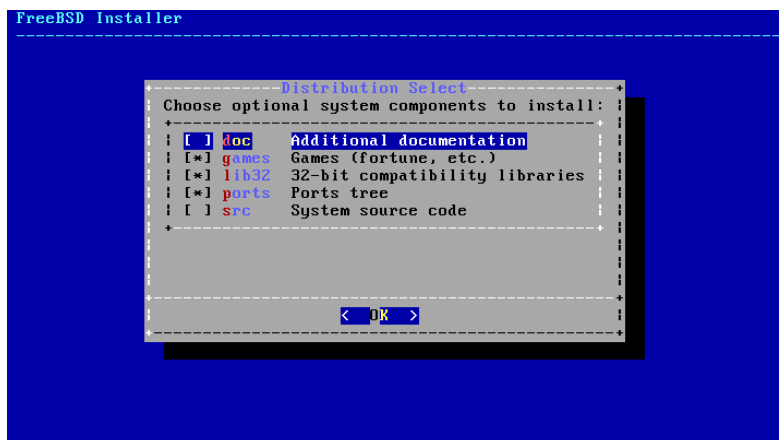 FreeBSD Installer
Distribution Select
Choose optional system components to install:
[ ] doc Additional documentation
[*] games Games (fortune, etc.)
[*] lib32 32-bit compatibility libraries
[*] ports Ports tree
[ ] src System source code
< OK >